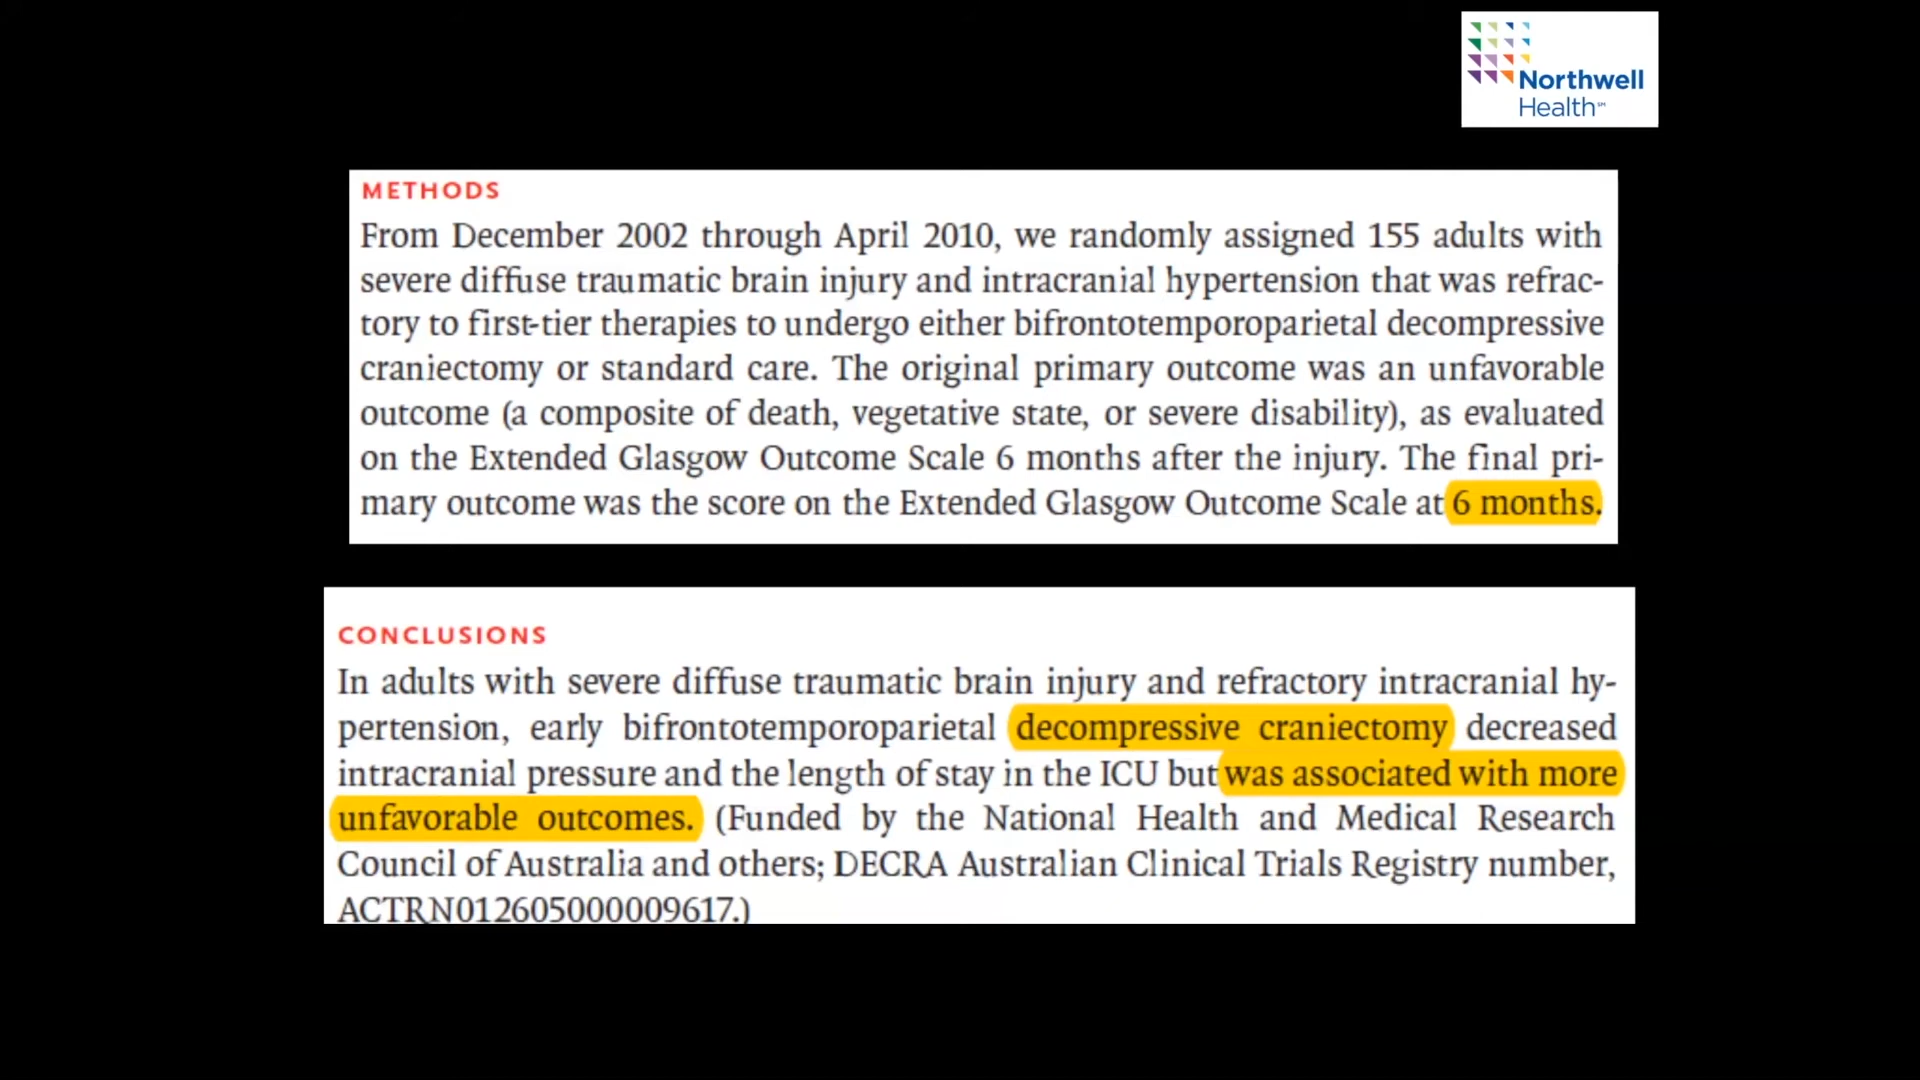 Northwell
Health℠
METHODS
From December 2002 through April 2010, we randomly assigned 155 adults with
severe diffuse traumatic brain injury and intracranial hypertension that was refrac-
tory to first-tier therapies to undergo either bifrontotemporoparietal decompressive
craniectomy or standard care. The original primary outcome was an unfavorable
outcome (a composite of death, vegetative state, or severe disability), as evaluated
on the Extended Glasgow Outcome Scale 6 months after the injury. The final pri-
mary outcome was the score on the Extended Glasgow Outcome Scale at 6 months.
CONCLUSIONS
In adults with severe diffuse traumatic brain injury and refractory intracranial hy-
pertension, early bifrontotemporoparietal decompressive craniectomy decreased
intracranial pressure and the length of stay in the ICU but was associated with more
unfavorable outcomes. (Funded by the National Health and Medical Research
Council of Australia and others; DECRA Australian Clinical Trials Registry number,
ACTRN012605000009617.)